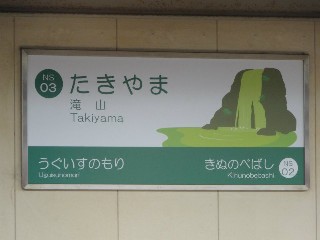 NS
03
たきやま
滝山
Takiyama
うぐいすのもり
Uguisunomori
きぬのべばし
Kinunobebashi
NS
02